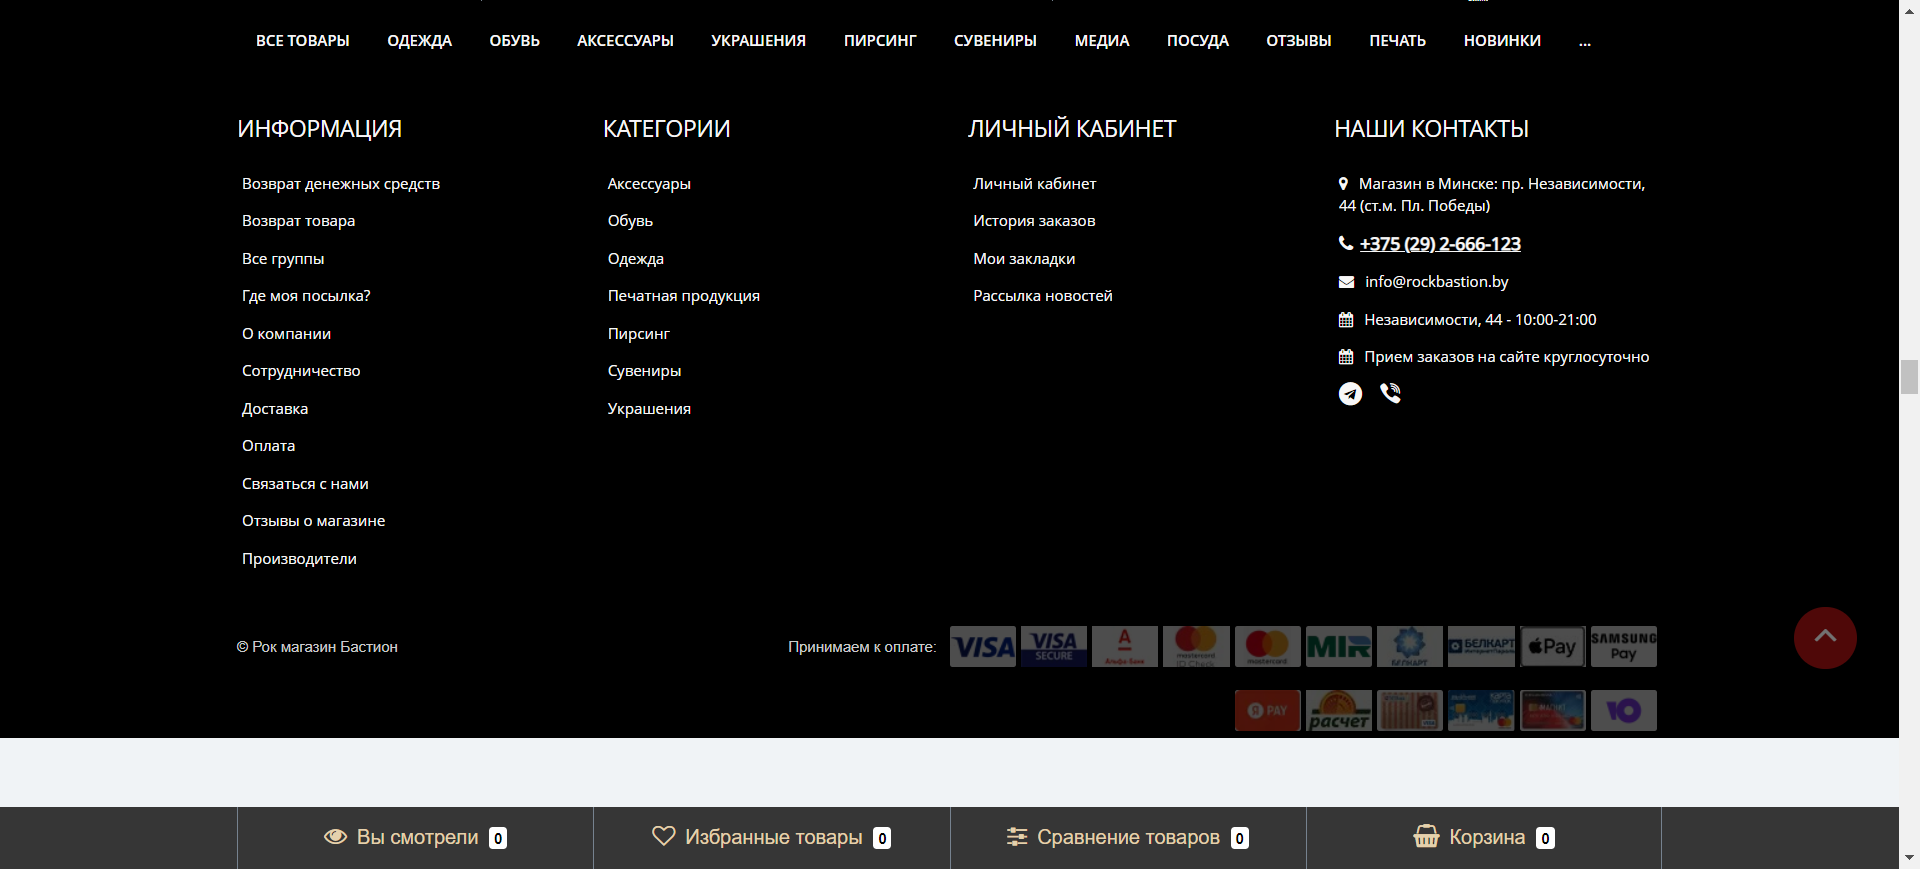 ВСЕ ТОВАРЫ ОДЕЖДА ОБУВЬ АКСЕССУАРЫ УКРАШЕНИЯ ПИРСИНГ СУВЕНИРЫ МЕДИА ПОСУДА ОТЗЫВЫ ПЕЧАТЬ НОВИНКИ ...
ИНФОРМАЦИЯ
Возврат денежных средств
Возврат товара
Все группы
Где моя посылка?
О компании
Сотрудничество
Доставка
Оплата
Связаться с нами
Отзывы о магазине
Производители
КАТЕГОРИИ
Аксессуары
Обувь
Одежда
Печатная продукция
Пирсинг
Сувениры
Украшения
ЛИЧНЫЙ КАБИНЕТ
Личный кабинет
История заказов
Мои закладки
Рассылка новостей
НАШИ КОНТАКТЫ
Магазин в Минске: пр. Независимости,
44 (ст.м. Пл. Победы)
+375 (29) 2-666-123
info@rockbastion.by
Независимости, 44 - 10:00-21:00
Прием заказов на сайте круглосуточно
© Рок магазин Бастион
Принимаем к оплате:
VISA
VISA
SECURE
А
Альфа·Банк
mastercard
ID Check
mastercard
MIR
БЕЛКАРТ
БЕЛКАРТ
ИнтернетПароль
Pay
SAMSUNG
Pay
Я PAY
расчет
Вы смотрели 0
Избранные товары 0
Сравнение товаров 0
Корзина 0